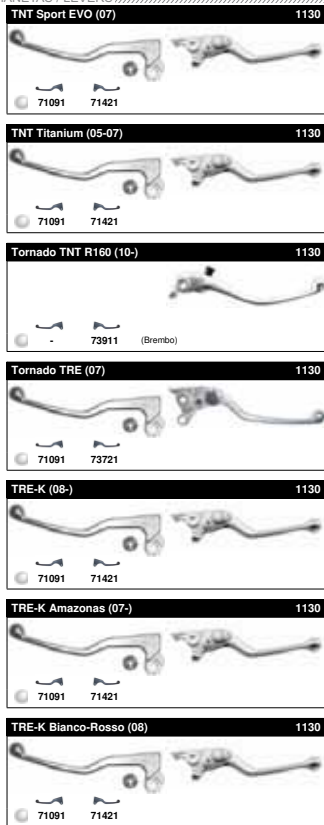 TNT Sport EVO (07) 1130
71091 71421
TNT Titanium (05-07) 1130
71091 71421
Tornado TNT R160 (10-) 1130
- 73911 (Brembo)
Tornado TRE (07) 1130
71091 73721
TRE-K (08-) 1130
71091 71421
TRE-K Amazonas (07-) 1130
71091 71421
TRE-K Bianco-Rosso (08) 1130
71091 71421